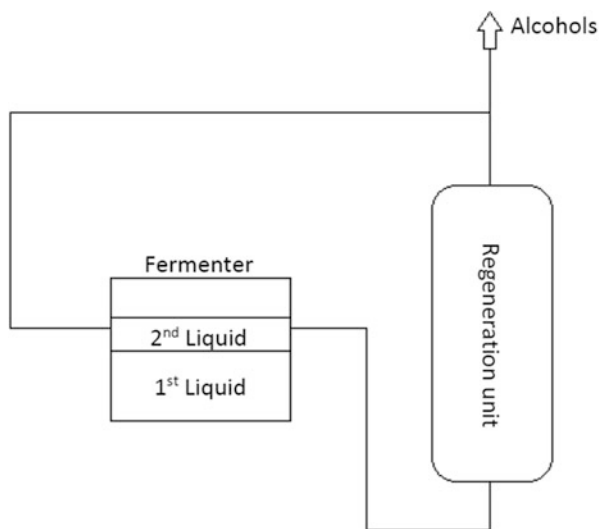 Alcohols
Fermenter
2nd Liquid
1st Liquid
Regeneration unit